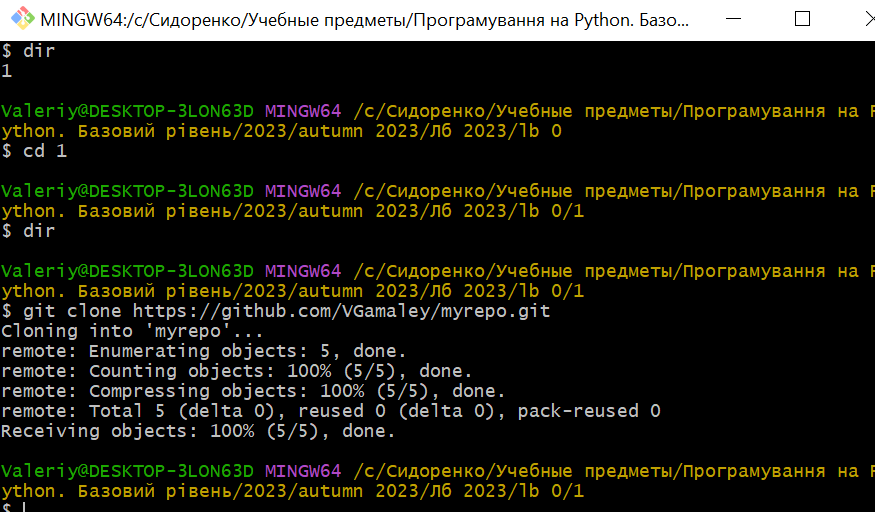 MINGW64:/c/Сидоренко/Учебные предметы/Програмування на Python. Базо...
$ dir
1
Valeriy@DESKTOP-3LON63D MINGW64 /c/Сидоренко/Учебные предметы/Програмування на P
ython. Базовий рівень/2023/autumn 2023/Лб 2023/lb 0
$ cd 1
Valeriy@DESKTOP-3LON63D MINGW64 /c/Сидоренко/Учебные предметы/Програмування на P
ython. Базовий рівень/2023/autumn 2023/Лб 2023/lb 0/1
$ dir
Valeriy@DESKTOP-3LON63D MINGW64 /c/Сидоренко/Учебные предметы/Програмування на P
ython. Базовий рівень/2023/autumn 2023/Лб 2023/lb 0/1
$ git clone https://github.com/VGamaley/myrepo.git
Cloning into 'myrepo'...
remote: Enumerating objects: 5, done.
remote: Counting objects: 100% (5/5), done.
remote: Compressing objects: 100% (5/5), done.
remote: Total 5 (delta 0), reused 0 (delta 0), pack-reused 0
Receiving objects: 100% (5/5), done.
Valeriy@DESKTOP-3LON63D MINGW64 /c/Сидоренко/Учебные предметы/Програмування на P
ython. Базовий рівень/2023/autumn 2023/Лб 2023/lb 0/1
$